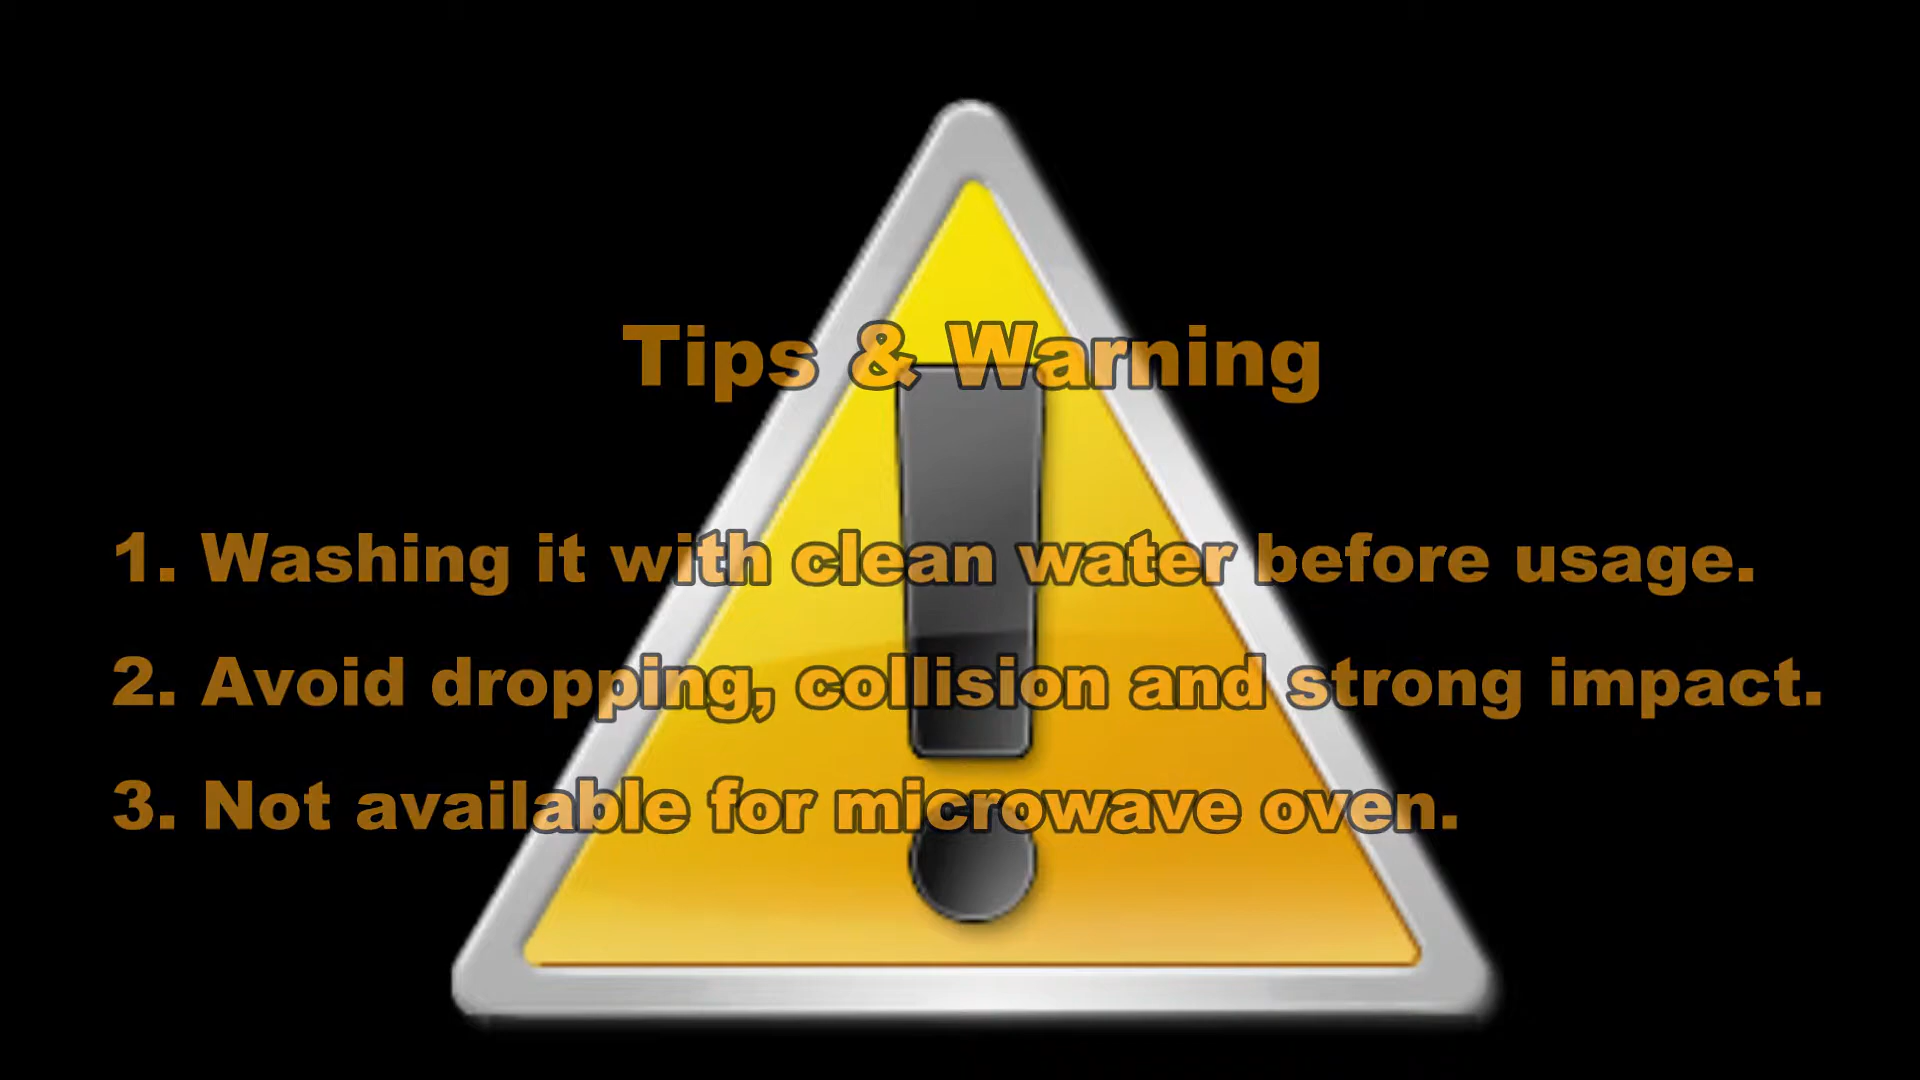 Tips & Warning
1. Washing it with clean water before usage.
2. Avoid dropping, collision and strong impact.
3. Not available for microwave oven.